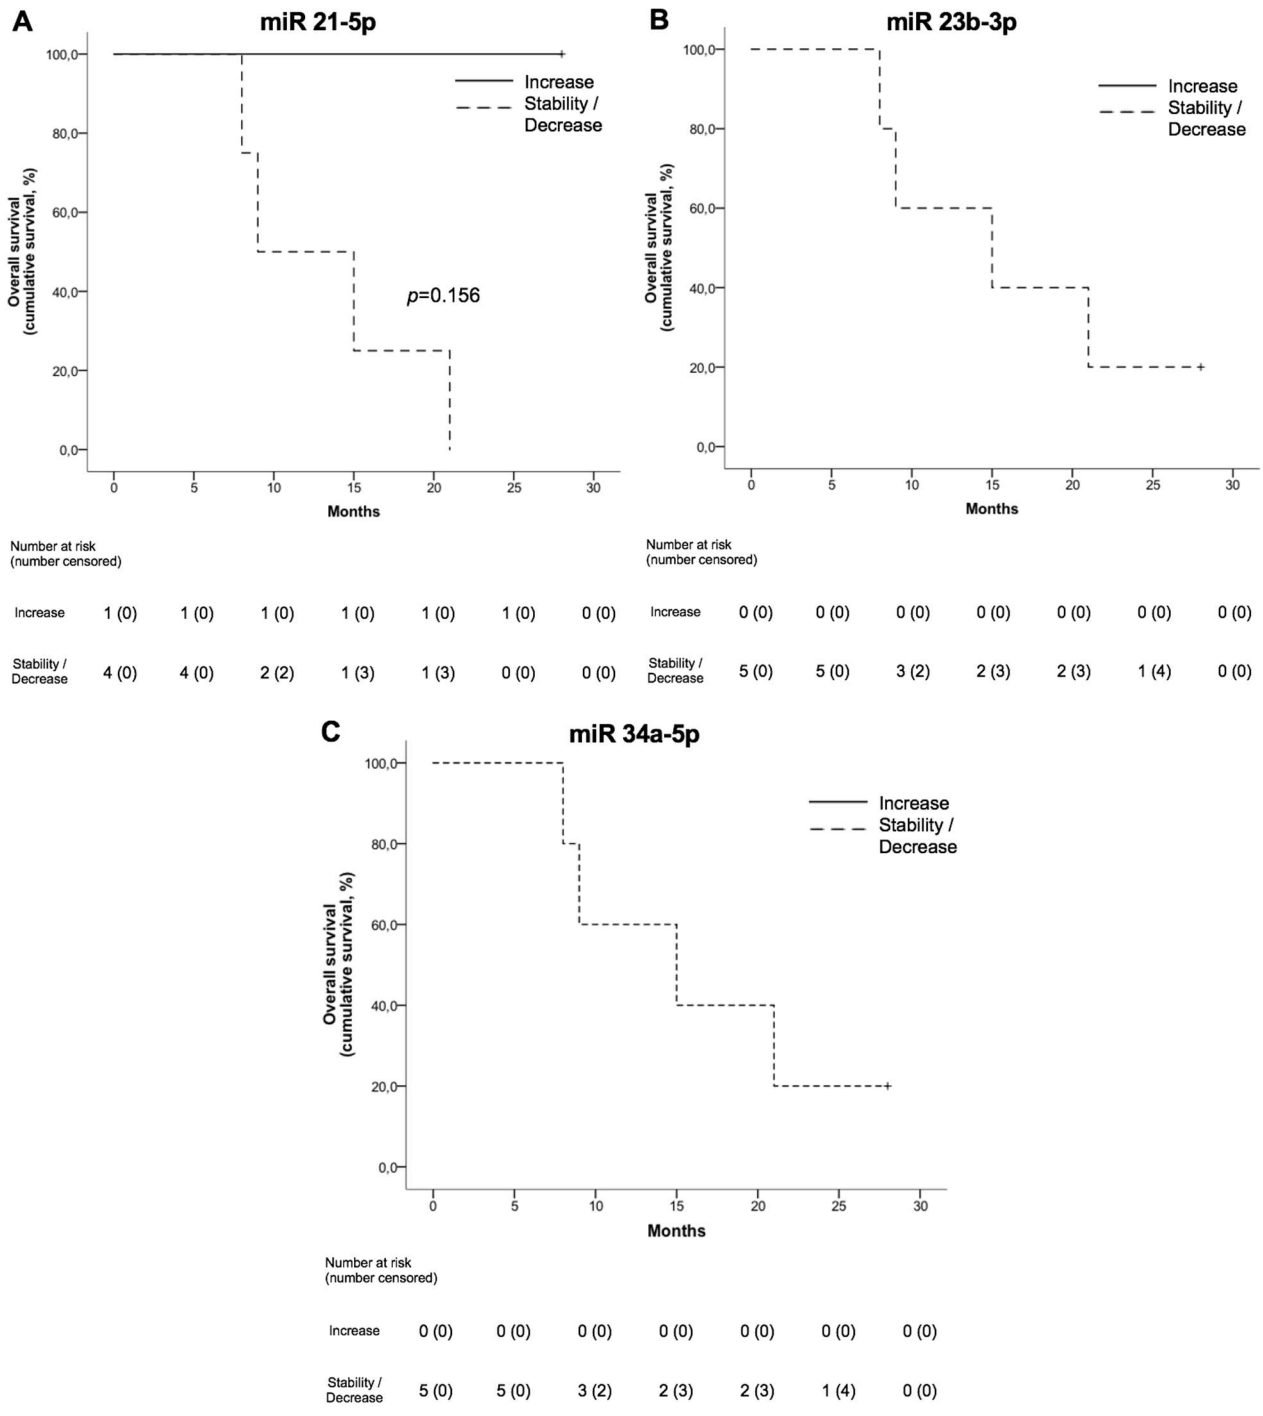 A
miR 21-5p
100,0
80,0
60,0
40,0
20,0
0,0
Overall survival
(cumulative survival, %)
Increase
Stability /
Decrease
p=0.156
0 5 10 15 20 25 30
Months
Number at risk
(number censored)
Increase 1 (0) 1 (0) 1 (0) 1 (0) 1 (0) 1 (0) 0 (0)
Stability /
Decrease 4 (0) 4 (0) 2 (2) 1 (3) 1 (3) 0 (0) 0 (0)
B
miR 23b-3p
100,0
80,0
60,0
40,0
20,0
0,0
Overall survival
(cumulative survival, %)
Increase
Stability /
Decrease
0 5 10 15 20 25 30
Months
Number at risk
(number censored)
Increase 0 (0) 0 (0) 0 (0) 0 (0) 0 (0) 0 (0) 0 (0)
Stability /
Decrease 5 (0) 5 (0) 3 (2) 2 (3) 2 (3) 1 (4) 0 (0)
C
miR 34a-5p
100,0
80,0
60,0
40,0
20,0
0,0
Overall survival
(cumulative survival, %)
Increase
Stability /
Decrease
0 5 10 15 20 25 30
Months
Number at risk
(number censored)
Increase 0 (0) 0 (0) 0 (0) 0 (0) 0 (0) 0 (0) 0 (0)
Stability /
Decrease 5 (0) 5 (0) 3 (2) 2 (3) 2 (3) 1 (4) 0 (0)